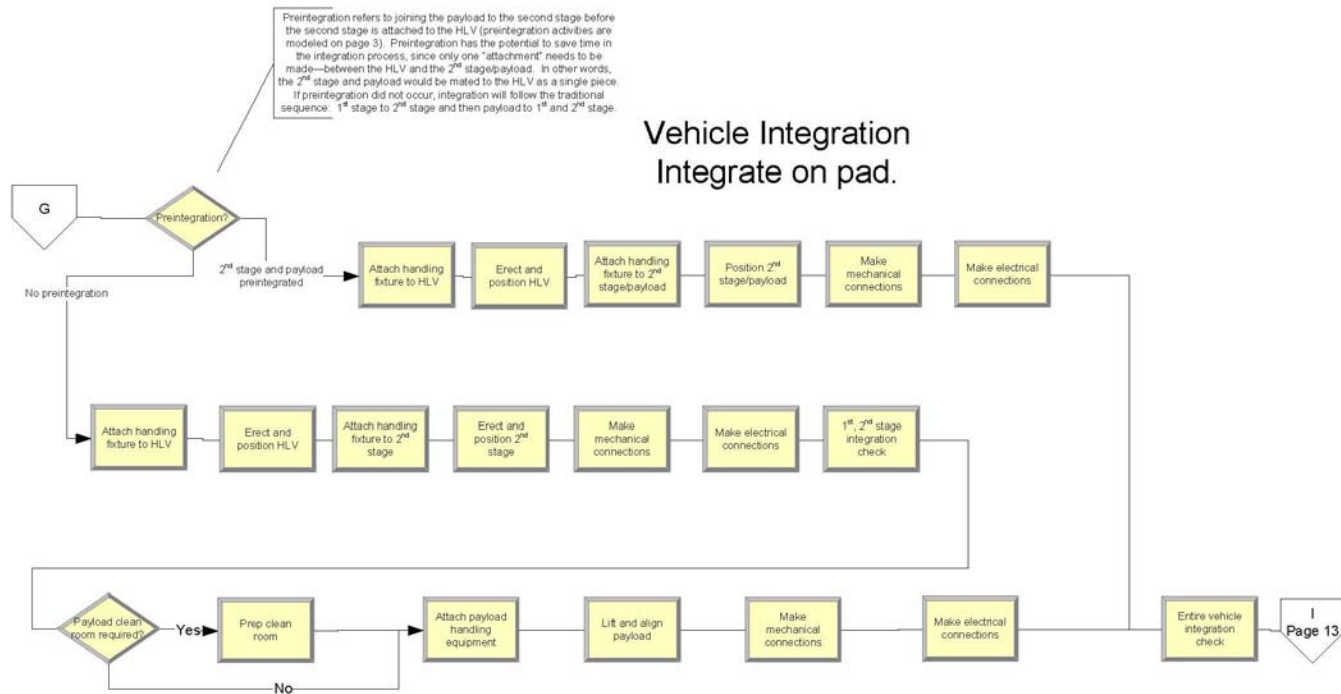 Preintegration refers to joining the payload to the second stage before
the second stage is attached to the HLV (preintegration activities are
modeled on page 3).  Preintegration has the potential to save time in
the integration process, since only one "attachment" needs to be
made—between the HLV and the 2nd stage/payload.  In other words,
the 2nd stage and payload would be mated to the HLV as a single piece.
If preintegration did not occur, integration will follow the traditional
sequence:  1st stage to 2nd stage and then payload to 1st and 2nd stage.
Vehicle Integration
Integrate on pad.
G
Preintegration?
2nd stage and payload
preintegrated
No preintegration
Attach handling
fixture to HLV
Erect and
position HLV
Attach handling
fixture to 2nd
stage/payload
Position 2nd
stage/payload
Make
mechanical
connections
Make electrical
connections
Attach handling
fixture to HLV
Erect and
position HLV
Attach handling
fixture to 2nd
stage
Erect and
position 2nd
stage
Make
mechanical
connections
Make electrical
connections
1st, 2nd stage
integration
check
Payload clean
room required?
Yes
No
Prep clean
room
Attach payload
handling
equipment
Lift and align
payload
Make
mechanical
connections
Make electrical
connections
Entire vehicle
integration
check
I
Page 13